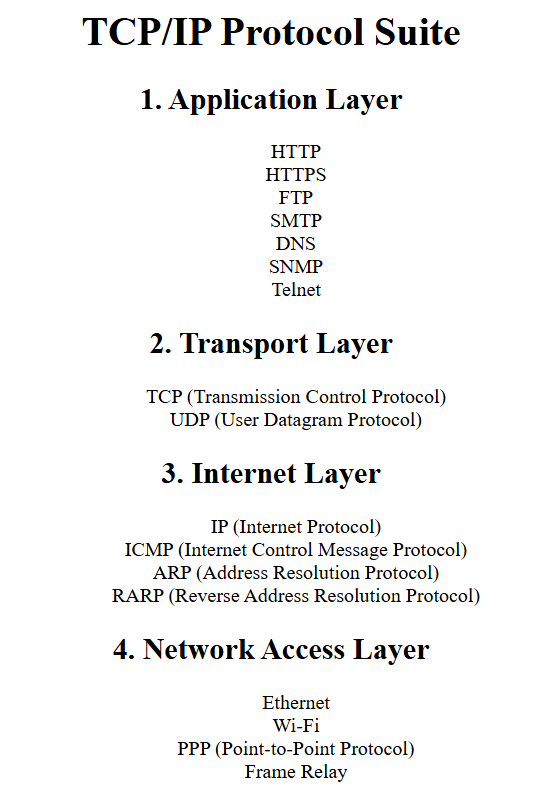 TCP/IP Protocol Suite
1. Application Layer
HTTP
HTTPS
FTP
SMTP
DNS
SNMP
Telnet
2. Transport Layer
TCP (Transmission Control Protocol)
UDP (User Datagram Protocol)
3. Internet Layer
IP (Internet Protocol)
ICMP (Internet Control Message Protocol)
ARP (Address Resolution Protocol)
RARP (Reverse Address Resolution Protocol)
4. Network Access Layer
Ethernet
Wi-Fi
PPP (Point-to-Point Protocol)
Frame Relay